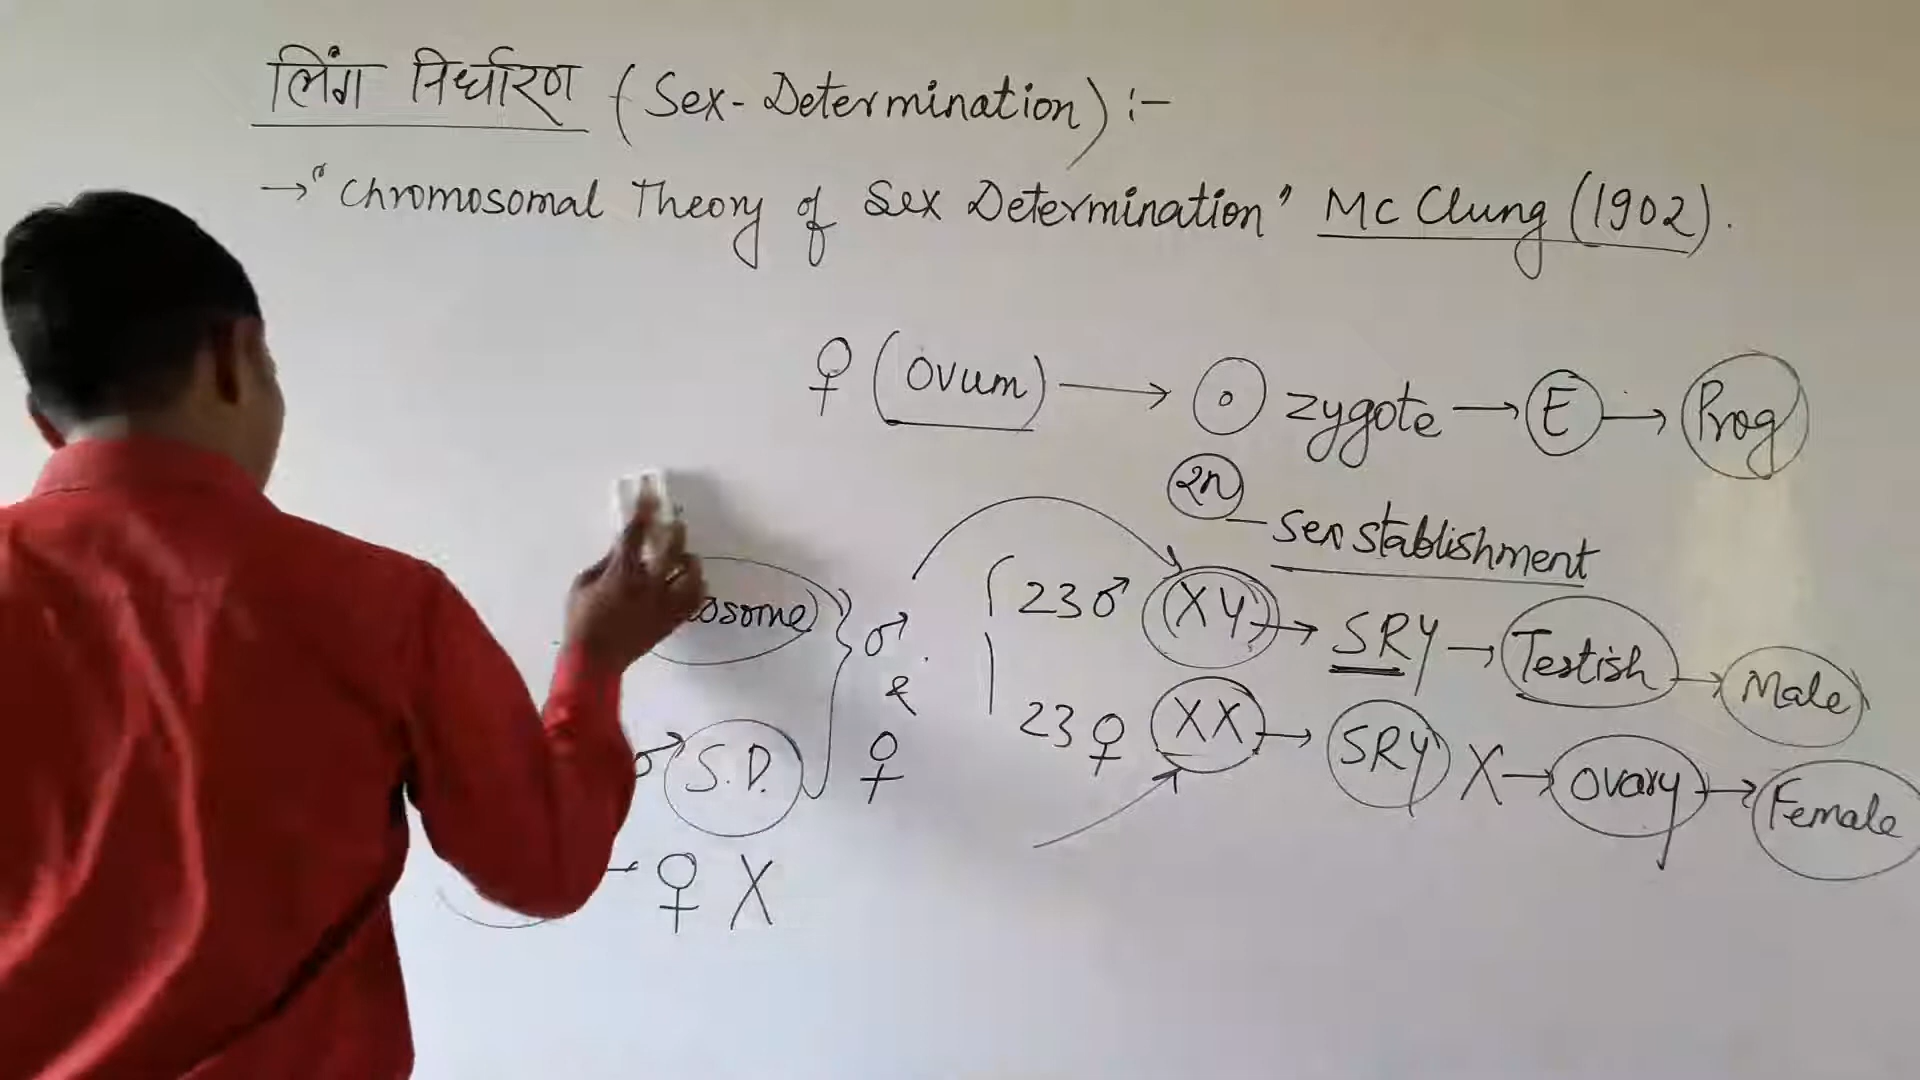 लिंग निर्धारण (Sex-Determination) :-
→ "Chromosomal Theory of Sex Determination" Mc Clung (1902).
♀ (Ovum) → zygote → E → Prog
2n
Sex stablishment
osome) } ♂ & ♀
23 ♂ (XY) → SRY → Testish → Male
♂ S.D.
23 ♀ XX → SRY X → Ovary → Female
♀ X